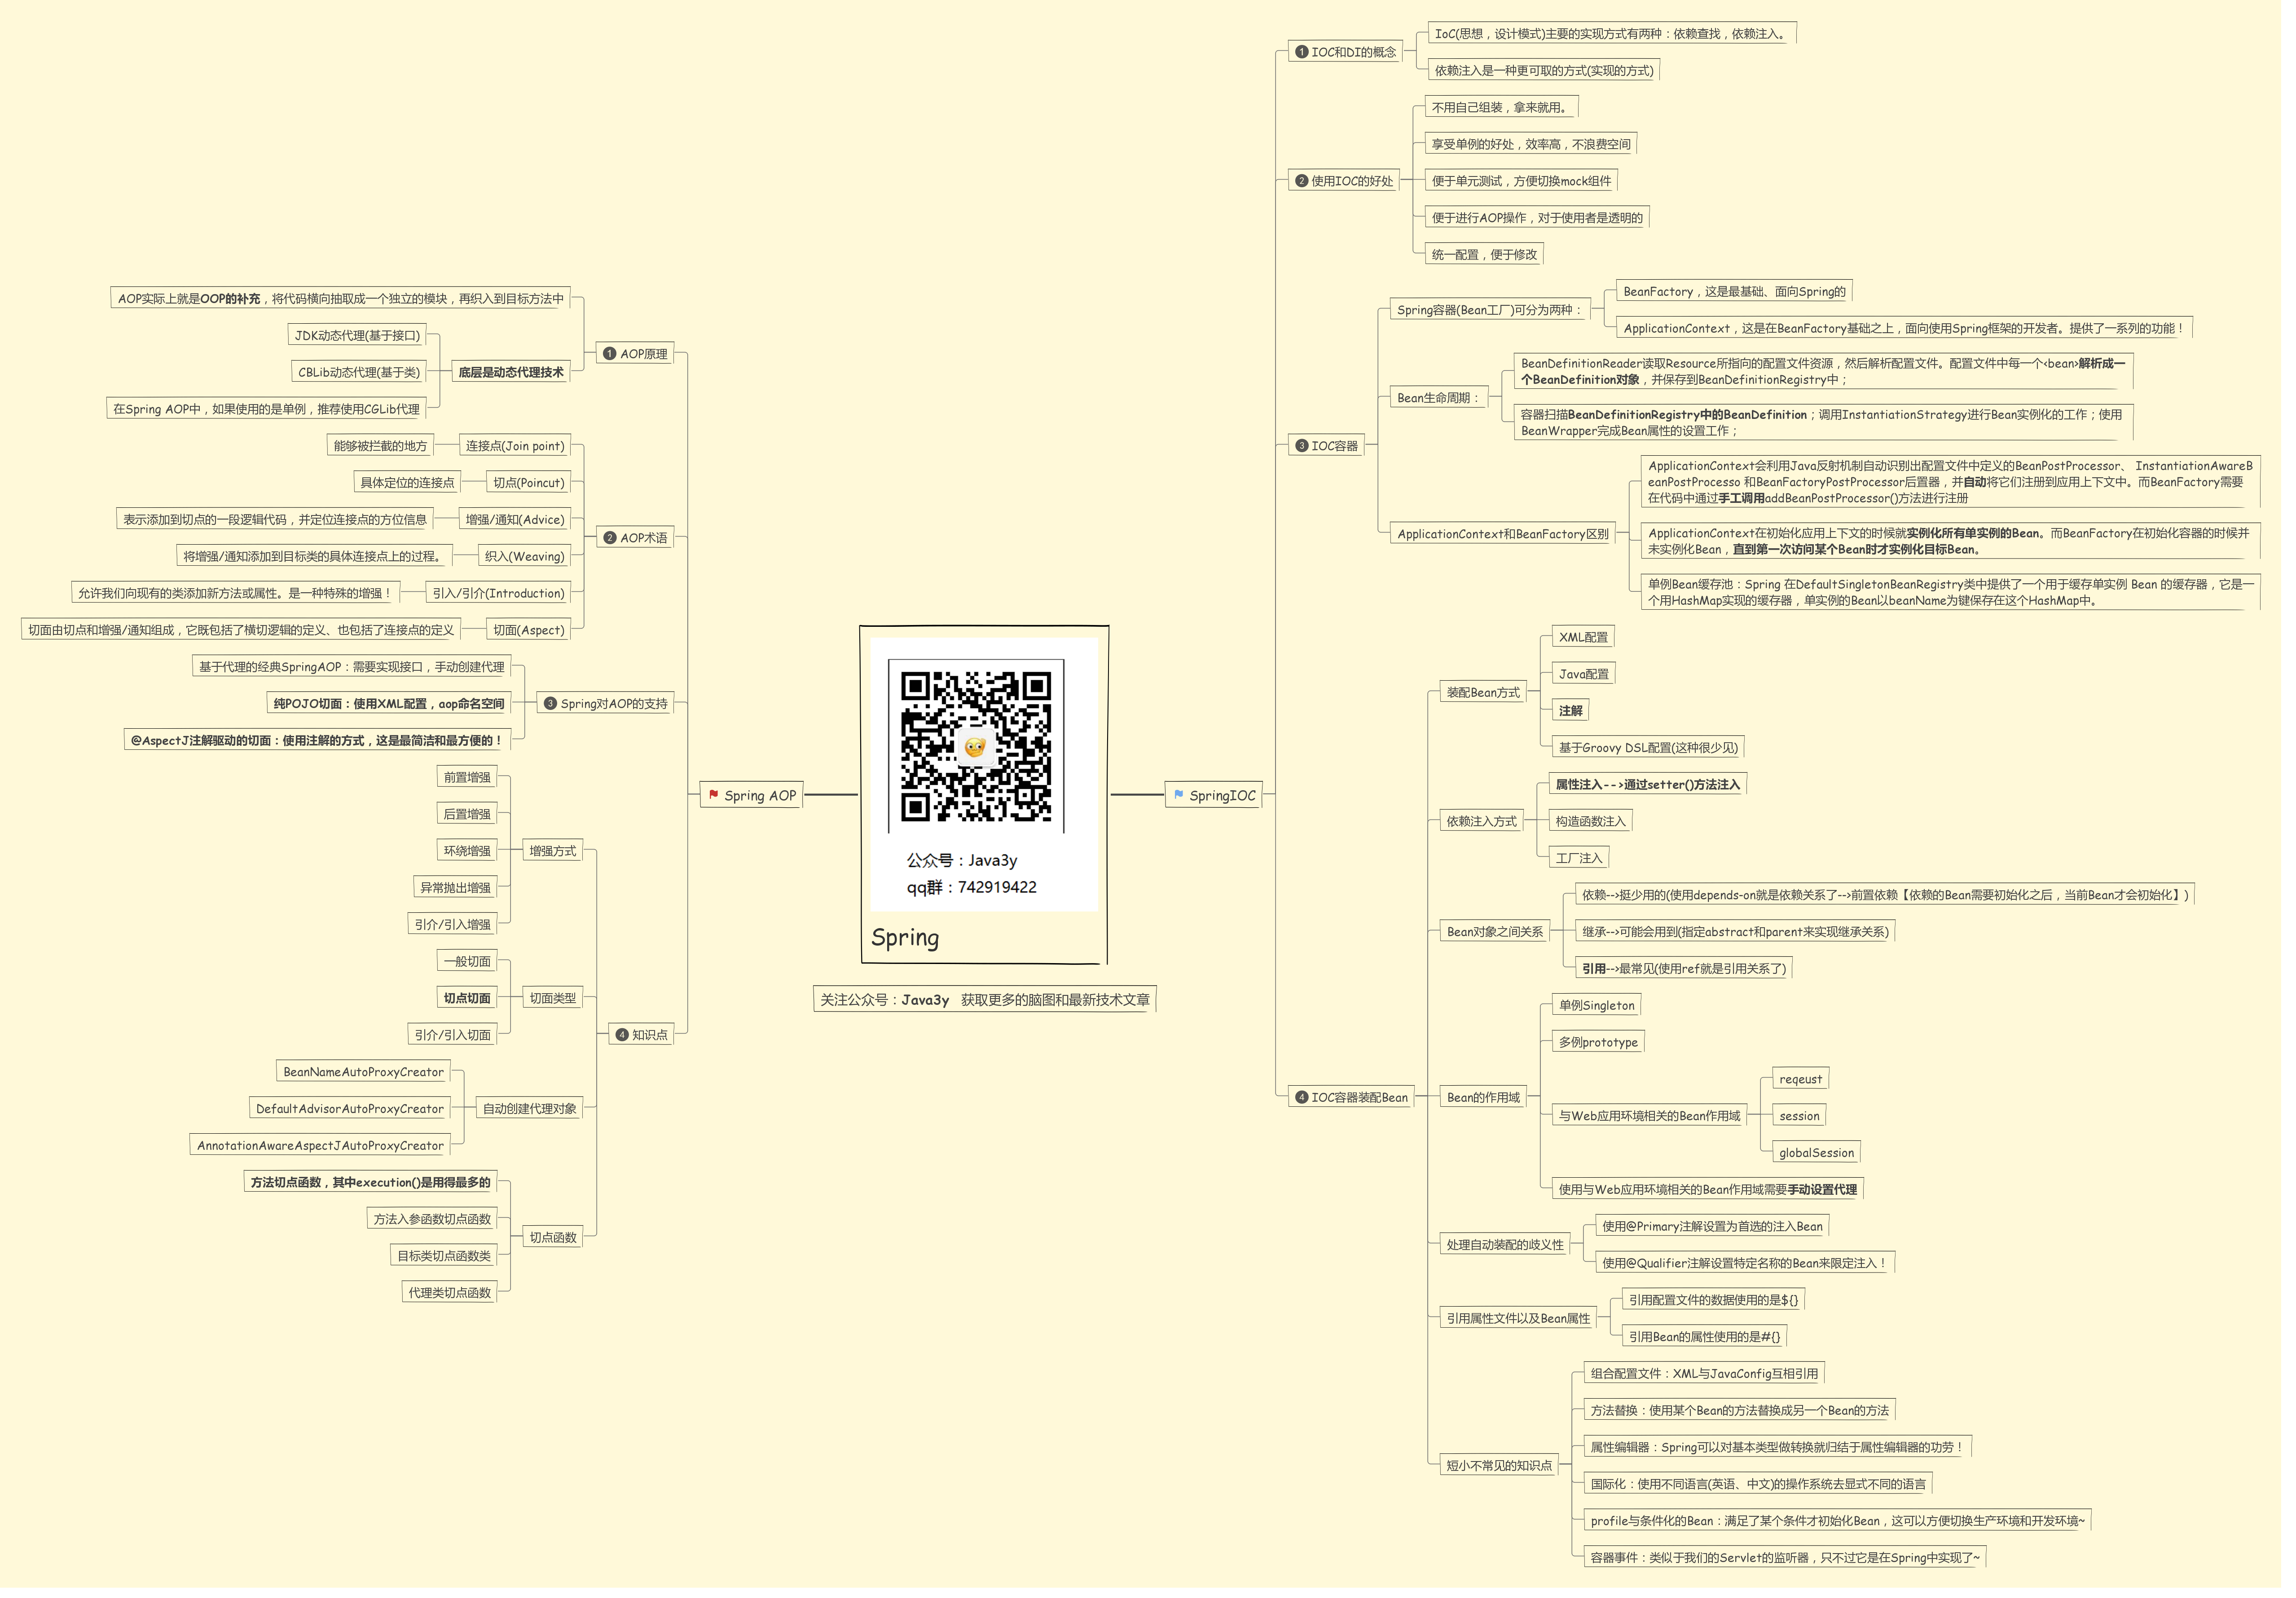 Spring
公众号：Java3y
qq群：742919422
关注公众号：Java3y 获取更多的脑图和最新技术文章
SpringIOC
1 IOC和DI的概念
IoC(思想，设计模式)主要的实现方式有两种：依赖查找，依赖注入。
依赖注入是一种更可取的方式(实现的方式)
2 使用IOC的好处
不用自己组装，拿来就用。
享受单例的好处，效率高，不浪费空间
便于单元测试，方便切换mock组件
便于进行AOP操作，对于使用者是透明的
统一配置，便于修改
3 IOC容器
Spring容器(Bean工厂)可分为两种：
BeanFactory，这是最基础、面向Spring的
ApplicationContext，这是在BeanFactory基础之上，面向使用Spring框架的开发者。提供了一系列的功能！
Bean生命周期：
BeanDefinitionReader读取Resource所指向的配置文件资源，然后解析配置文件。配置文件中每一个<bean>解析成一
个BeanDefinition对象，并保存到BeanDefinitionRegistry中；
容器扫描BeanDefinitionRegistry中的BeanDefinition；调用InstantiationStrategy进行Bean实例化的工作；使用
BeanWrapper完成Bean属性的设置工作；
ApplicationContext和BeanFactory区别
ApplicationContext会利用Java反射机制自动识别出配置文件中定义的BeanPostProcessor、 InstantiationAwareB
eanPostProcesso 和BeanFactoryPostProcessor后置器，并自动将它们注册到应用上下文中。而BeanFactory需要
在代码中通过手工调用addBeanPostProcessor()方法进行注册
ApplicationContext在初始化应用上下文的时候就实例化所有单实例的Bean。而BeanFactory在初始化容器的时候并
未实例化Bean，直到第一次访问某个Bean时才实例化目标Bean。
单例Bean缓存池：Spring 在DefaultSingletonBeanRegistry类中提供了一个用于缓存单实例 Bean 的缓存器，它是一
个用HashMap实现的缓存器，单实例的Bean以beanName为键保存在这个HashMap中。
4 IOC容器装配Bean
装配Bean方式
XML配置
Java配置
注解
基于Groovy DSL配置(这种很少见)
依赖注入方式
属性注入-->通过setter()方法注入
构造函数注入
工厂注入
Bean对象之间关系
依赖-->挺少用的(使用depends-on就是依赖关系了-->前置依赖【依赖的Bean需要初始化之后，当前Bean才会初始化】)
继承-->可能会用到(指定abstract和parent来实现继承关系)
引用-->最常见(使用ref就是引用关系了)
Bean的作用域
单例Singleton
多例prototype
与Web应用环境相关的Bean作用域
reqeust
session
globalSession
使用与Web应用环境相关的Bean作用域需要手动设置代理
处理自动装配的歧义性
使用@Primary注解设置为首选的注入Bean
使用@Qualifier注解设置特定名称的Bean来限定注入！
引用属性文件以及Bean属性
引用配置文件的数据使用的是${}
引用Bean的属性使用的是#{}
短小不常见的知识点
组合配置文件：XML与JavaConfig互相引用
方法替换：使用某个Bean的方法替换成另一个Bean的方法
属性编辑器：Spring可以对基本类型做转换就归结于属性编辑器的功劳！
国际化：使用不同语言(英语、中文)的操作系统去显式不同的语言
profile与条件化的Bean：满足了某个条件才初始化Bean，这可以方便切换生产环境和开发环境~
容器事件：类似于我们的Servlet的监听器，只不过它是在Spring中实现了~
Spring AOP
1 AOP原理
AOP实际上就是OOP的补充，将代码横向抽取成一个独立的模块，再织入到目标方法中
底层是动态代理技术
JDK动态代理(基于接口)
CBLib动态代理(基于类)
在Spring AOP中，如果使用的是单例，推荐使用CGLib代理
2 AOP术语
连接点(Join point)
能够被拦截的地方
切点(Poincut)
具体定位的连接点
增强/通知(Advice)
表示添加到切点的一段逻辑代码，并定位连接点的方位信息
织入(Weaving)
将增强/通知添加到目标类的具体连接点上的过程。
引入/引介(Introduction)
允许我们向现有的类添加新方法或属性。是一种特殊的增强！
切面(Aspect)
切面由切点和增强/通知组成，它既包括了横切逻辑的定义、也包括了连接点的定义
3 Spring对AOP的支持
基于代理的经典SpringAOP：需要实现接口，手动创建代理
纯POJO切面：使用XML配置，aop命名空间
@AspectJ注解驱动的切面：使用注解的方式，这是最简洁和最方便的！
4 知识点
增强方式
前置增强
后置增强
环绕增强
异常抛出增强
引介/引入增强
切面类型
一般切面
切点切面
引介/引入切面
自动创建代理对象
BeanNameAutoProxyCreator
DefaultAdvisorAutoProxyCreator
AnnotationAwareAspectJAutoProxyCreator
切点函数
方法切点函数，其中execution()是用得最多的
方法入参函数切点函数
目标类切点函数类
代理类切点函数